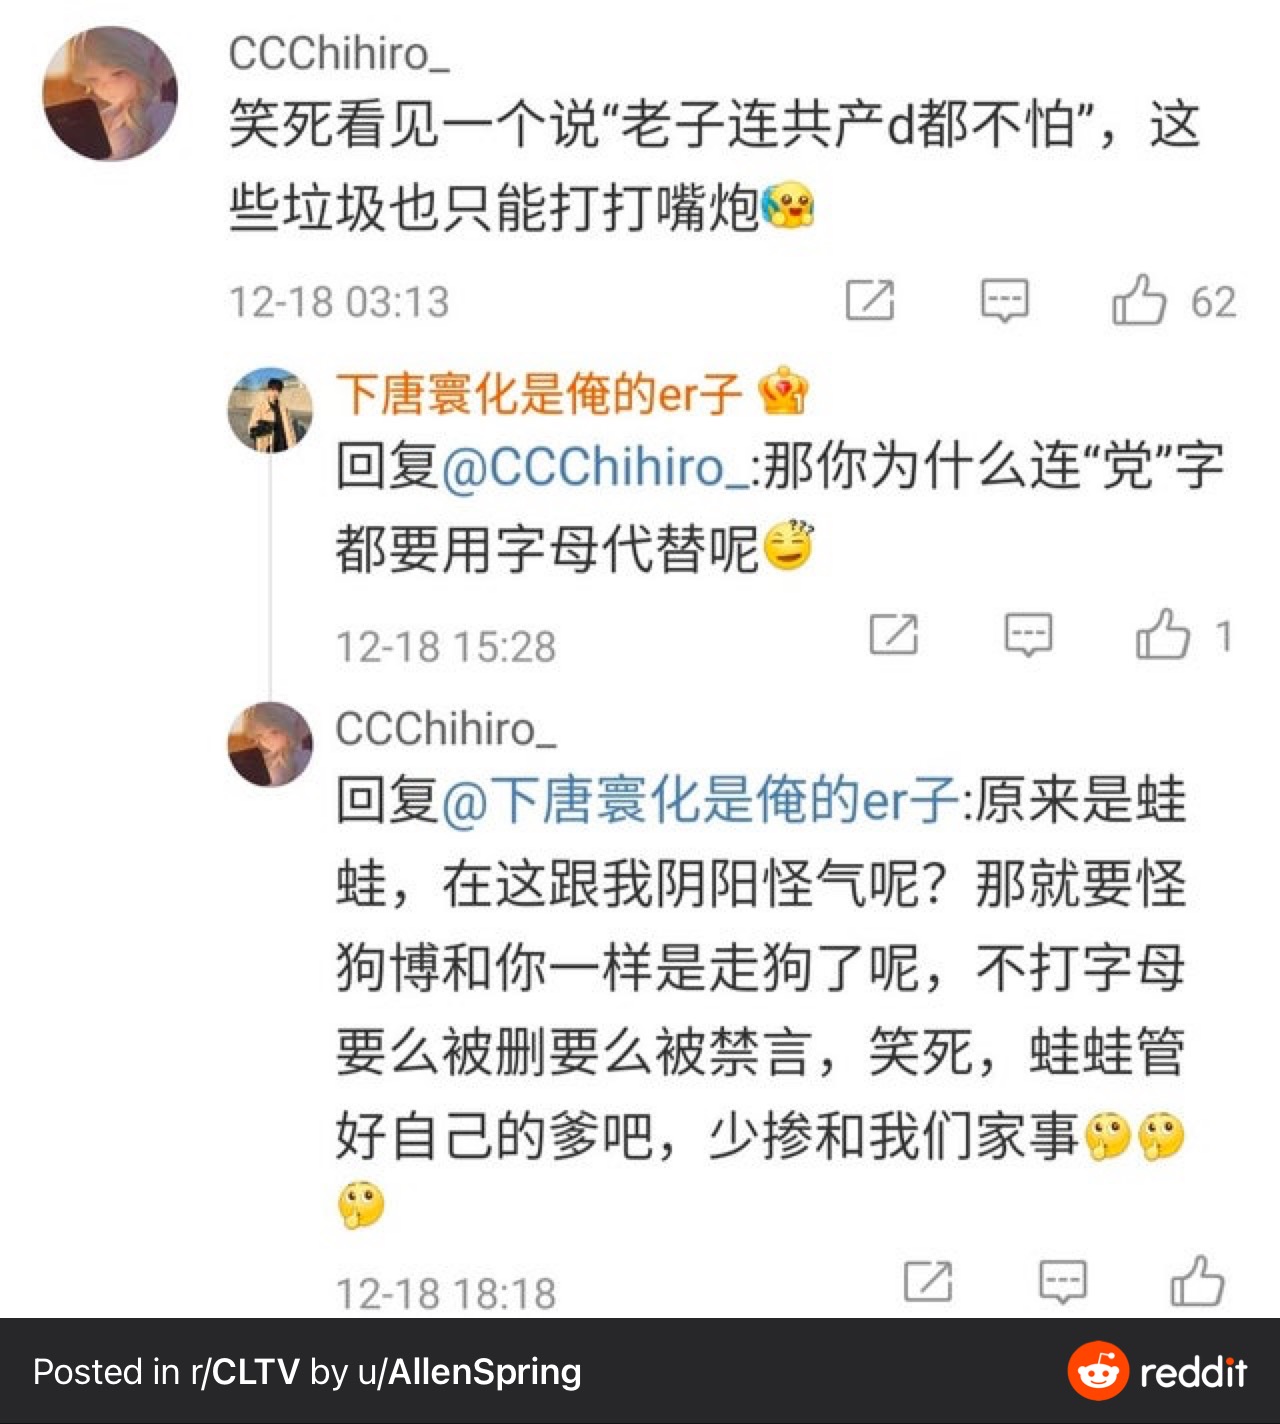 CCChihiro_
笑死看见一个说“老子连共产d都不怕”，这
些垃圾也只能打打嘴炮
12-18 03:13
62
下唐寰化是俺的er子
1
回复@CCChihiro_:那你为什么连“党”字
都要用字母代替呢
???
12-18 15:28
1
CCChihiro_
回复@下唐寰化是俺的er子:原来是蛙
蛙，在这跟我阴阳怪气呢？那就要怪
狗博和你一样是走狗了呢，不打字母
要么被删要么被禁言，笑死，蛙蛙管
好自己的爹吧，少掺和我们家事
12-18 18:18
Posted in r/CLTV by u/AllenSpring
reddit